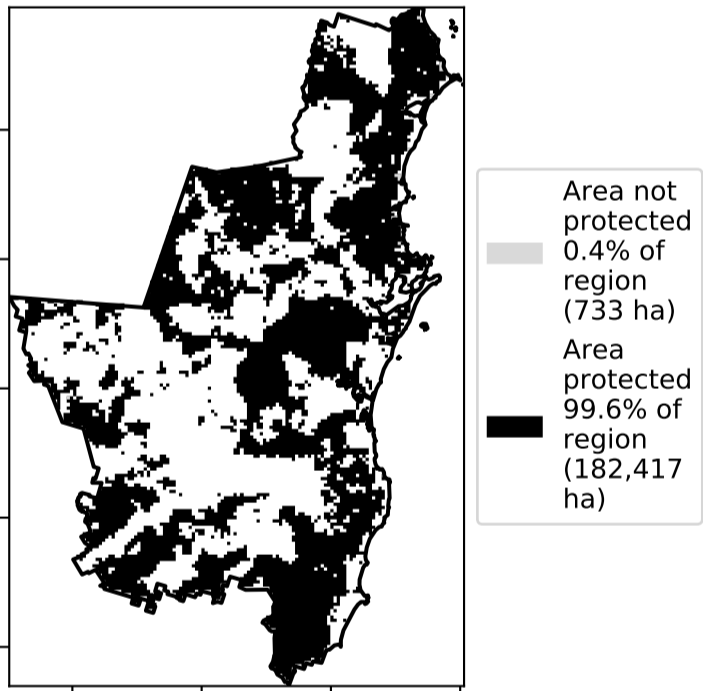 Area not
protected
0.4% of
region
(733 ha)
Area
protected
99.6% of
region
(182,417
ha)